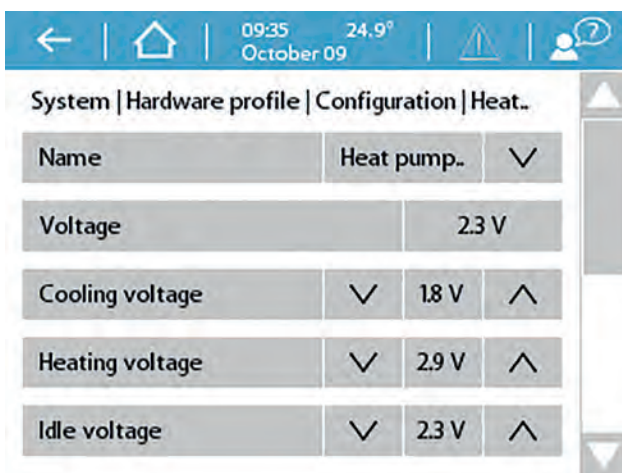 09:35 24.9°
October 09
System | Hardware profile | Configuration | Heat..
Name Heat pump..
Voltage 2.3 V
Cooling voltage 1.8 V
Heating voltage 2.9 V
Idle voltage 2.3 V